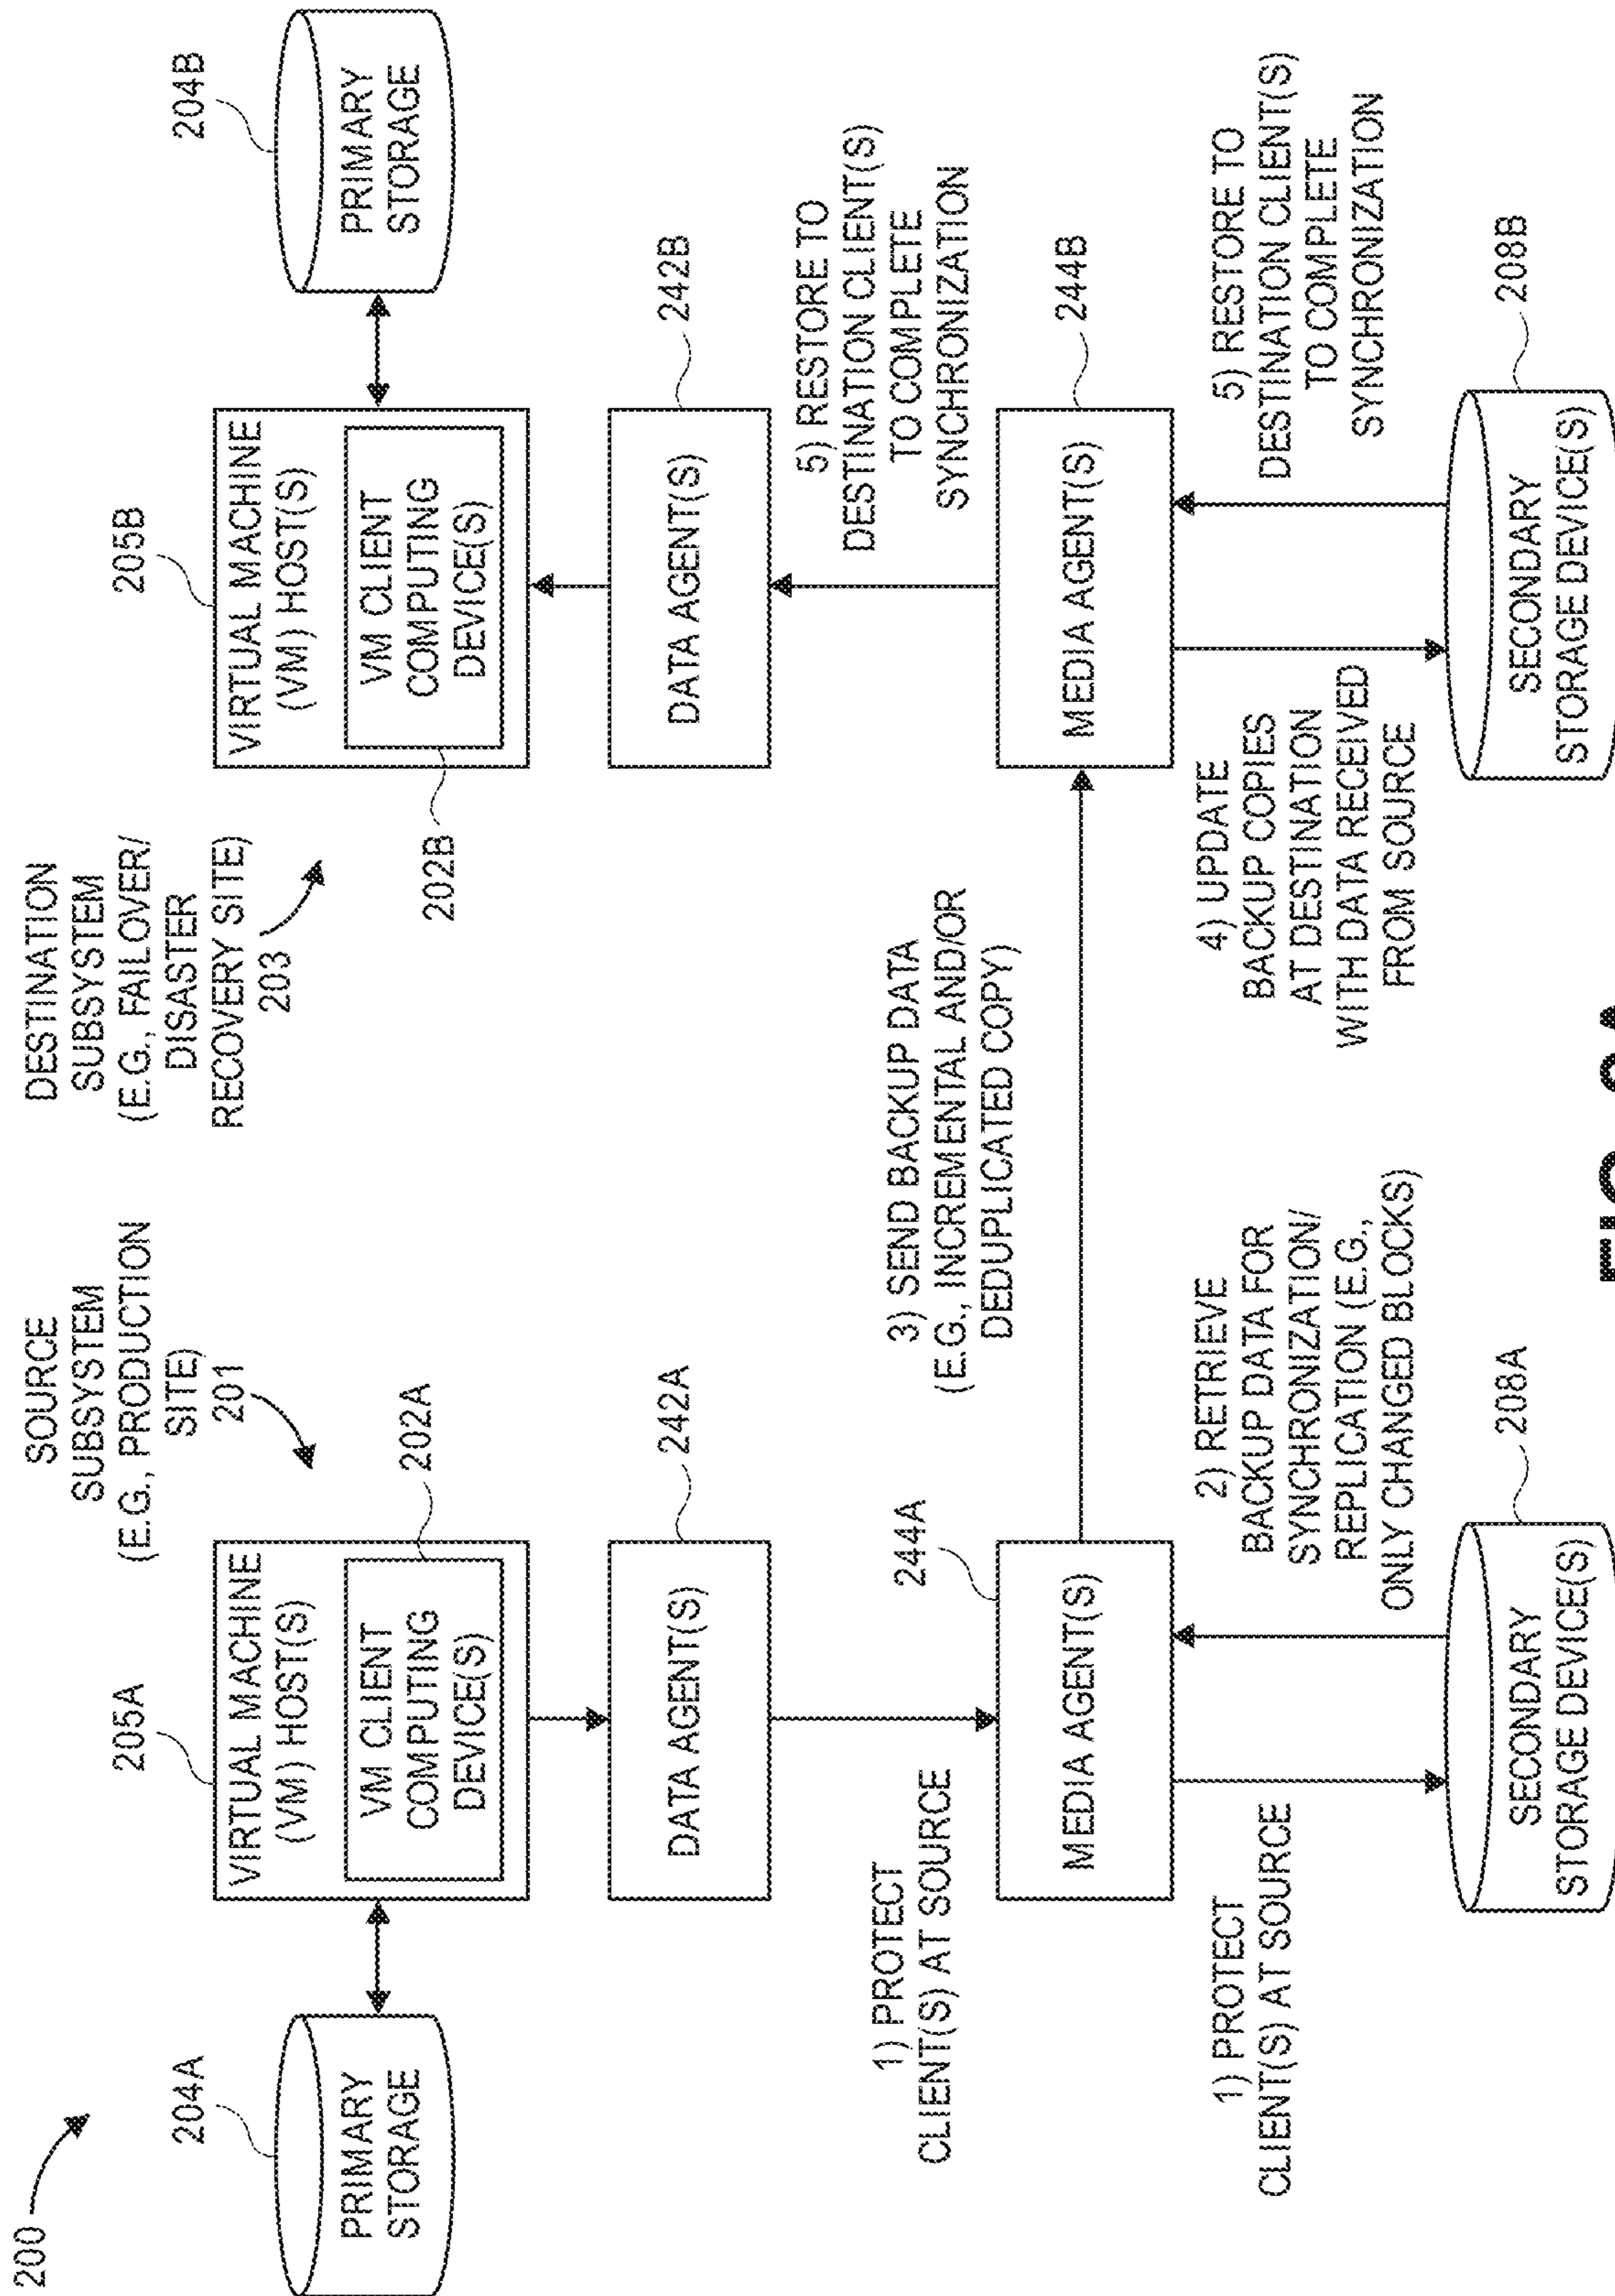 200
SOURCE
SUBSYSTEM
(E.G., PRODUCTION
SITE)
201
DESTINATION
SUBSYSTEM
(E.G., FAILOVER/
DISASTER
RECOVERY SITE)
203
204A
PRIMARY
STORAGE
205A
VIRTUAL MACHINE
(VM) HOST(S)
VM CLIENT
COMPUTING
DEVICE(S)
202A
205B
VIRTUAL MACHINE
(VM) HOST(S)
VM CLIENT
COMPUTING
DEVICE(S)
202B
204B
PRIMARY
STORAGE
DATA AGENT(S)
242A
DATA AGENT(S)
242B
1) PROTECT
CLIENT(S) AT SOURCE
244A
3) SEND BACKUP DATA
(E.G., INCREMENTAL AND/OR
DEDUPLICATED COPY)
5) RESTORE TO
DESTINATION CLIENT(S)
TO COMPLETE
SYNCHRONIZATION
MEDIA AGENT(S)
MEDIA AGENT(S)
244B
1) PROTECT
CLIENT(S) AT SOURCE
2) RETRIEVE
BACKUP DATA FOR
SYNCHRONIZATION/
REPLICATION (E.G.,
ONLY CHANGED BLOCKS)
4) UPDATE
BACKUP COPIES
AT DESTINATION
WITH DATA RECEIVED
FROM SOURCE
5) RESTORE TO
DESTINATION CLIENT(S)
TO COMPLETE
SYNCHRONIZATION
SECONDARY
STORAGE DEVICE(S)
208A
SECONDARY
STORAGE DEVICE(S)
208B